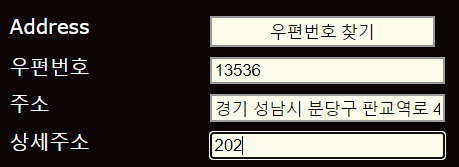 Address 우편번호 찾기
우편번호 13536
주소 경기 성남시 분당구 판교역로 4
상세주소 202